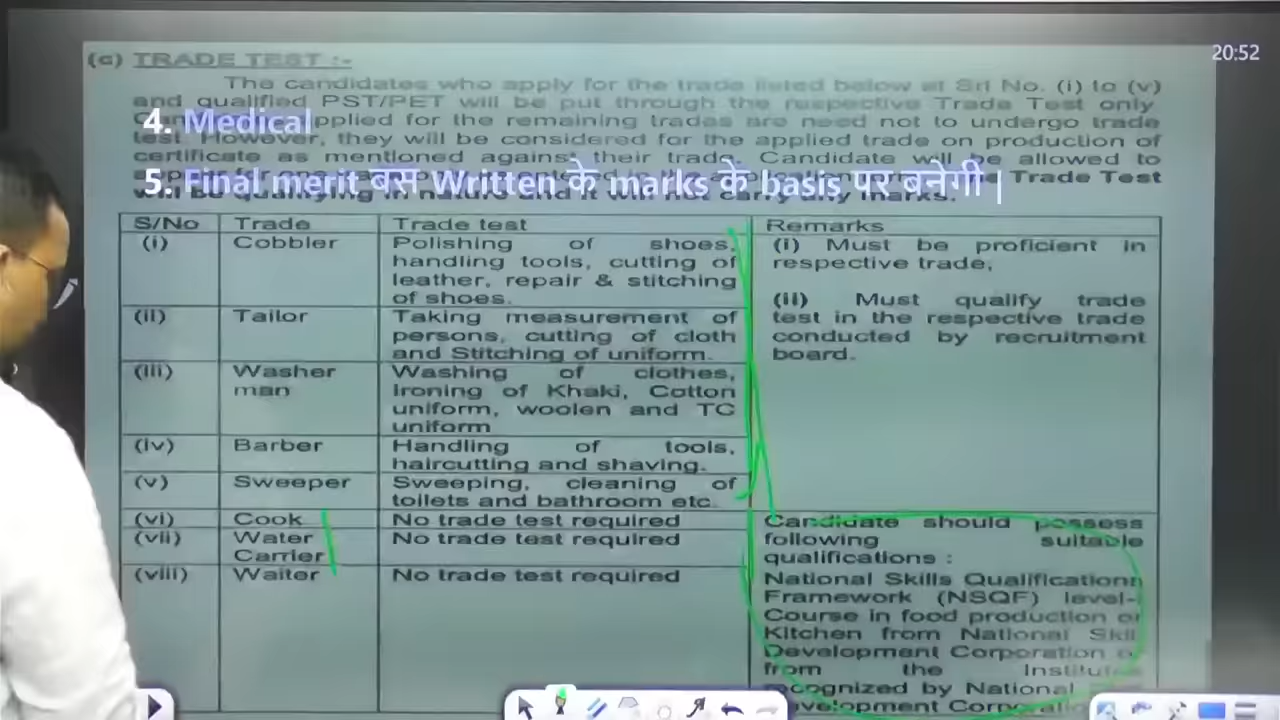 20:52
(c) TRADE TEST :-
The candidates who apply for the trade listed below at Srl No. (i) to (v)
and qualified PST/PET will be put through the respective Trade Test only.
applied for the remaining trades are need not to undergo trade
4. Medical
test. However, they will be considered for the applied trade on production of
certificate as mentioned against their trade. Candidate will be allowed to
Trade Test
5. Final merit बस Written के marks के basis पर बनेगी |
will be qualifying in nature and it will not carry any marks.
S/No Trade Trade test Remarks
(i) Cobbler Polishing of shoes,
handling tools, cutting of
leather, repair & stitching
of shoes.
(i) Must be proficient in
respective trade,
(ii) Must qualify trade
test in the respective trade
conducted by recruitment
board.
(ii) Tailor Taking measurement of
persons, cutting of cloth
and Stitching of uniform.
(iii) Washer
man
Washing of clothes,
Ironing of Khaki, Cotton
uniform, woolen and TC
uniform
(iv) Barber Handling of tools,
haircutting and shaving.
(v) Sweeper Sweeping, cleaning of
toilets and bathroom etc.
(vi) Cook No trade test required
(vii) Water
Carrier
No trade test required
(viii) Waiter No trade test required
Candidate should possess
following suitable
qualifications :
National Skills Qualifications
Framework (NSQF) level-
Course in food production or
Kitchen from National
Development Corporation
from the
recognized by National
Development